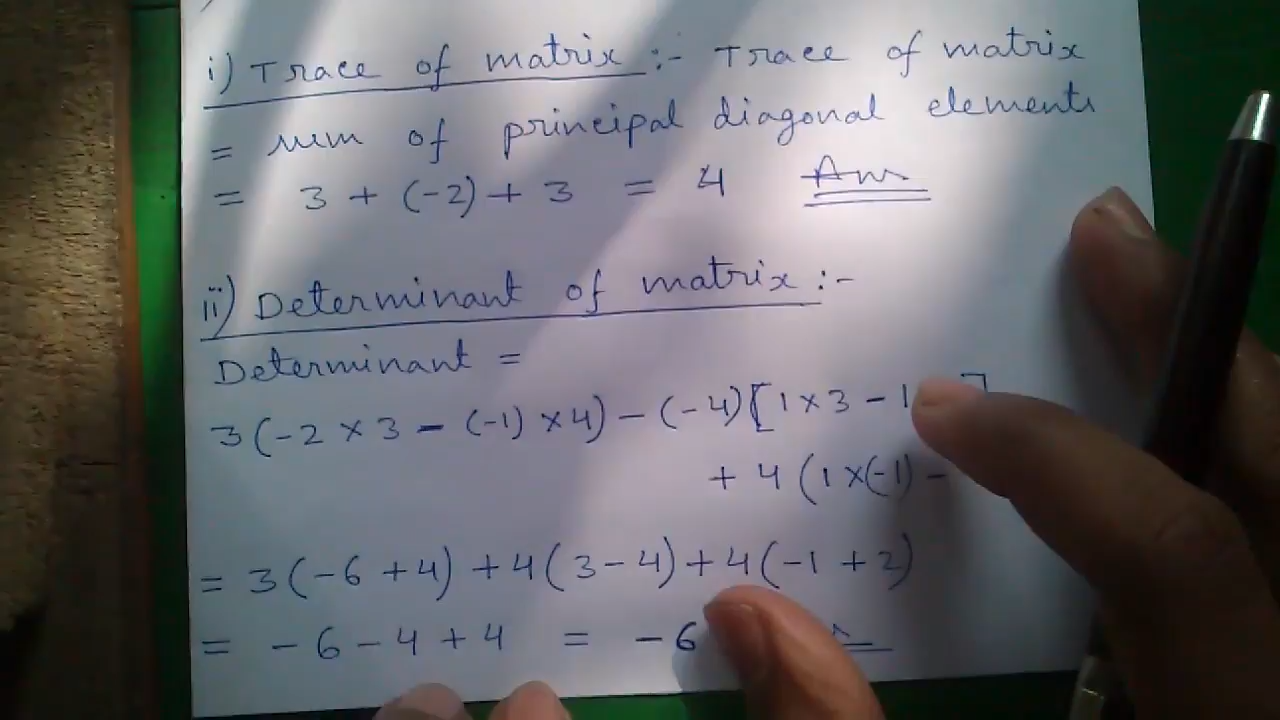 i) Trace of matrix :- Trace of matrix
= sum of principal diagonal elements
= 3 + (-2) + 3 = 4 Ans
ii) Determinant of matrix :-
Determinant =
3(-2 × 3 - (-1) × 4) - (-4)[1 × 3 - 1 ]
+ 4 (1 ×(-1) -
= 3(-6 + 4) + 4(3 - 4) + 4(-1 + 2)
= - 6 - 4 + 4 = - 6